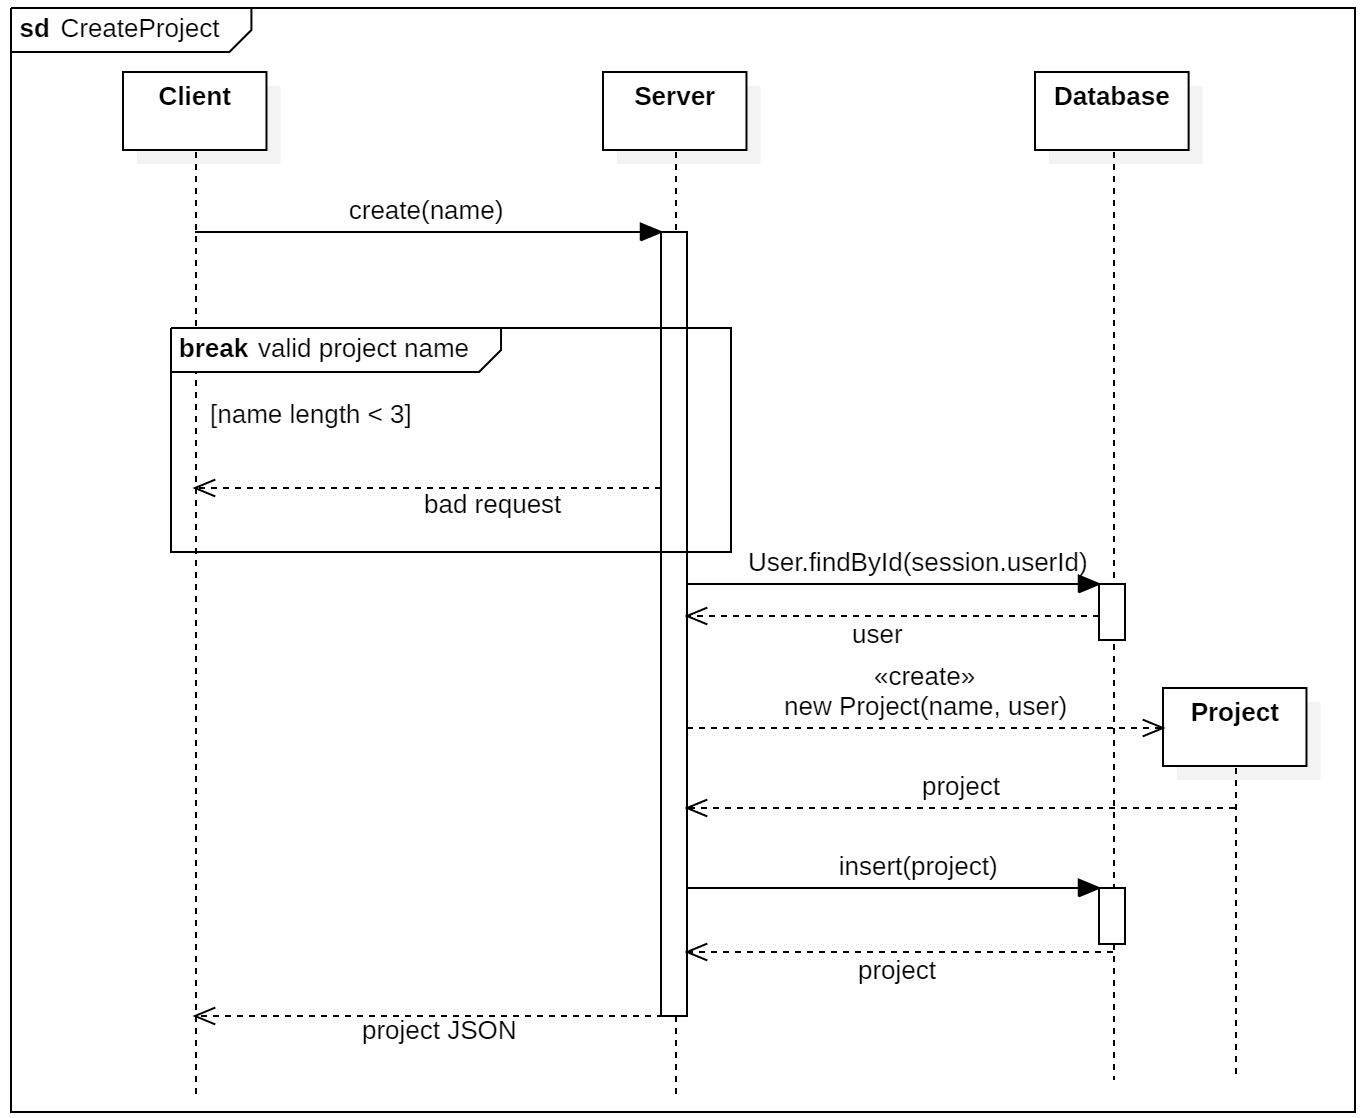 sd CreateProject
Client
Server
Database
create(name)
break valid project name
[name length < 3]
bad request
User.findById(session.userId)
user
«create»
new Project(name, user)
Project
project
insert(project)
project
project JSON